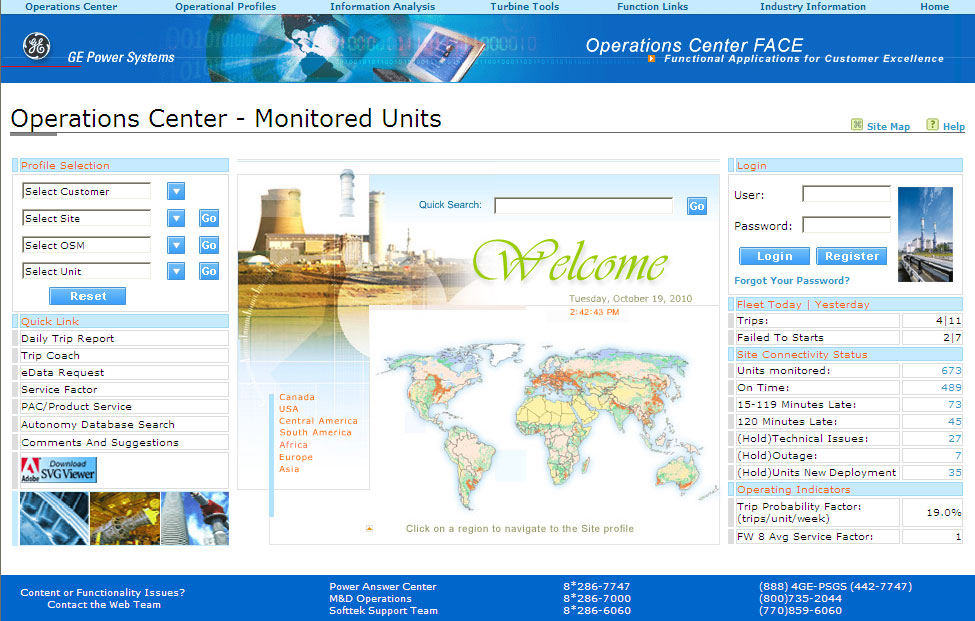 Operations Center Operational Profiles Information Analysis Turbine Tools Function Links Industry Information Home
GE Power Systems
Operations Center FACE
Functional Applications for Customer Excellence
Operations Center - Monitored Units
Site Map ? Help
Profile Selection
Select Customer
Select Site Go
Select OSM Go
Select Unit Go
Reset
Quick Link
Daily Trip Report
Trip Coach
eData Request
Service Factor
PAC/Product Service
Autonomy Database Search
Comments And Suggestions
Download
Adobe SVG Viewer
Quick Search: Go
Welcome
Tuesday, October 19, 2010
2:42:43 PM
Canada
USA
Central America
South America
Africa
Europe
Asia
Click on a region to navigate to the Site profile
Login
User:
Password:
Login Register
Forgot Your Password?
Fleet Today | Yesterday
Trips: 4|11
Failed To Starts 2|7
Site Connectivity Status
Units monitored: 673
On Time: 489
15-119 Minutes Late: 73
120 Minutes Late: 45
(Hold)Technical Issues: 27
(Hold)Outage: 7
(Hold)Units New Deployment 35
Operating Indicators
Trip Probability Factor: 19.0%
(trips/unit/week)
FW 8 Avg Service Factor: 1
Content or Functionality Issues?
Contact the Web Team
Power Answer Center 8*286-7747 (888) 4GE-PSGS (442-7747)
M&D Operations 8*286-7000 (800)735-2044
Softtek Support Team 8*286-6060 (770)859-6060